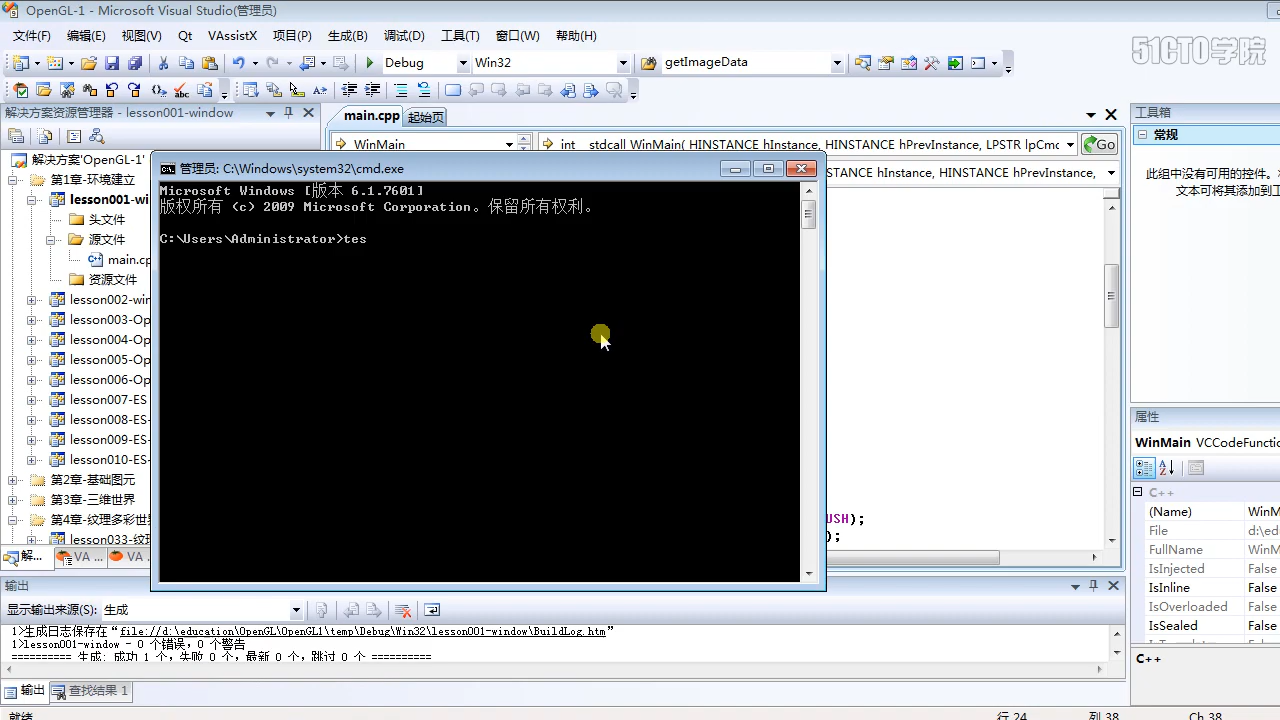 OpenGL-1 - Microsoft Visual Studio(管理员)
文件(F) 编辑(E) 视图(V) Qt VAssistX 项目(P) 生成(B) 调试(D) 工具(T) 窗口(W) 帮助(H)
51CTO学院
Debug Win32 getImageData
解决方案资源管理器 - lesson001-window
main.cpp 起始页
工具箱
常规
WinMain int __stdcall WinMain( HINSTANCE hInstance, HINSTANCE hPrevInstance, LPSTR lpCmd Go
STANCE hInstance, HINSTANCE hPrevInstance,
此组中没有可用的控件。
文本可将其添加到工
解决方案'OpenGL-1'
第1章-环境建立
lesson001-wi
头文件
源文件
main.cp
资源文件
lesson002-win
lesson003-Op
lesson004-Op
lesson005-Op
lesson006-Op
lesson007-ES
lesson008-ES
lesson009-ES
lesson010-ES-
第2章-基础图元
第3章-三维世界
第4章-纹理多彩世
lesson033-纹
解... VA ... VA
管理员: C:\Windows\system32\cmd.exe
Microsoft Windows [版本 6.1.7601]
版权所有 (c) 2009 Microsoft Corporation。保留所有权利。
C:\Users\Administrator>tes
USH);
);
属性
WinMain VCCodeFuncti
C++
(Name) WinM
File d:\ed
FullName WinM
IsInjected False
IsInline False
IsOverloaded False
IsSealed False
C++
输出
显示输出来源(S): 生成
1>生成日志保存在“file://d:\education\OpenGL\OpenGL1\temp\Debug\Win32\lesson001-window\BuildLog.htm”
1>lesson001-window - 0 个错误，0 个警告
========== 生成: 成功 1 个，失败 0 个，最新 0 个，跳过 0 个 ==========
输出 查找结果 1
就绪 行 24 列 38 Ch 38